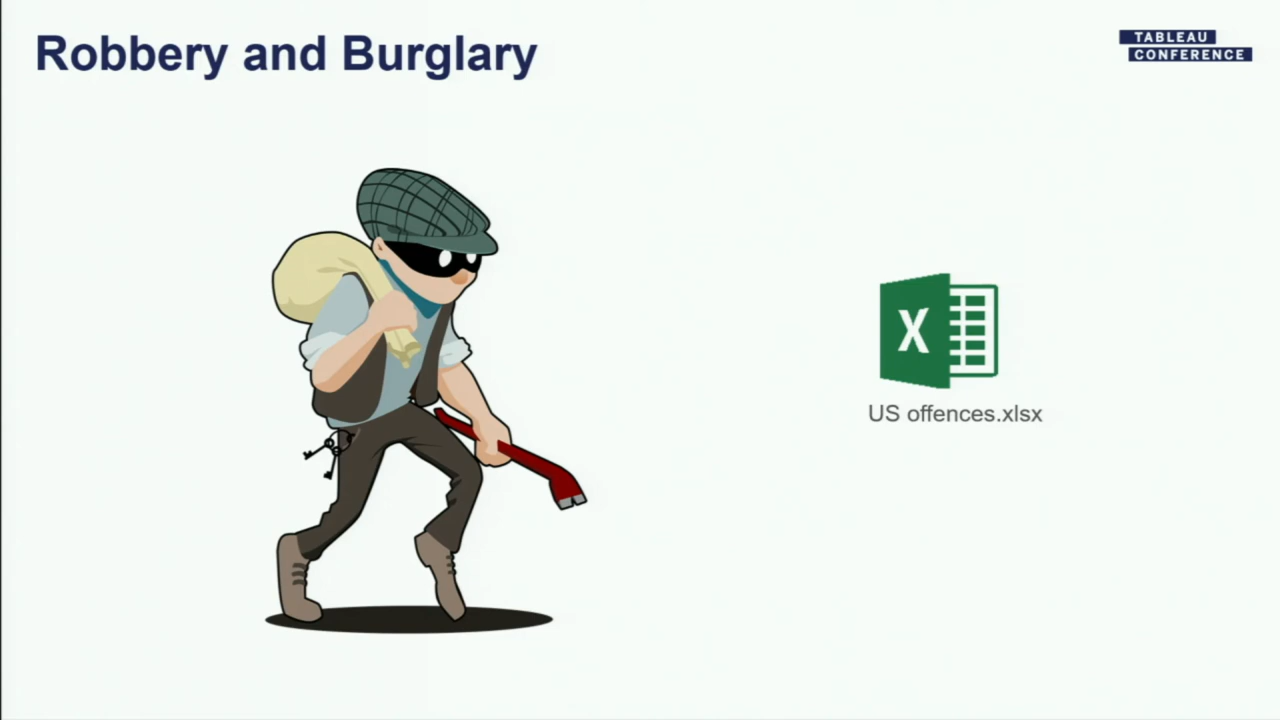 Robbery and Burglary
TABLEAU
CONFERENCE
X
US offences.xlsx